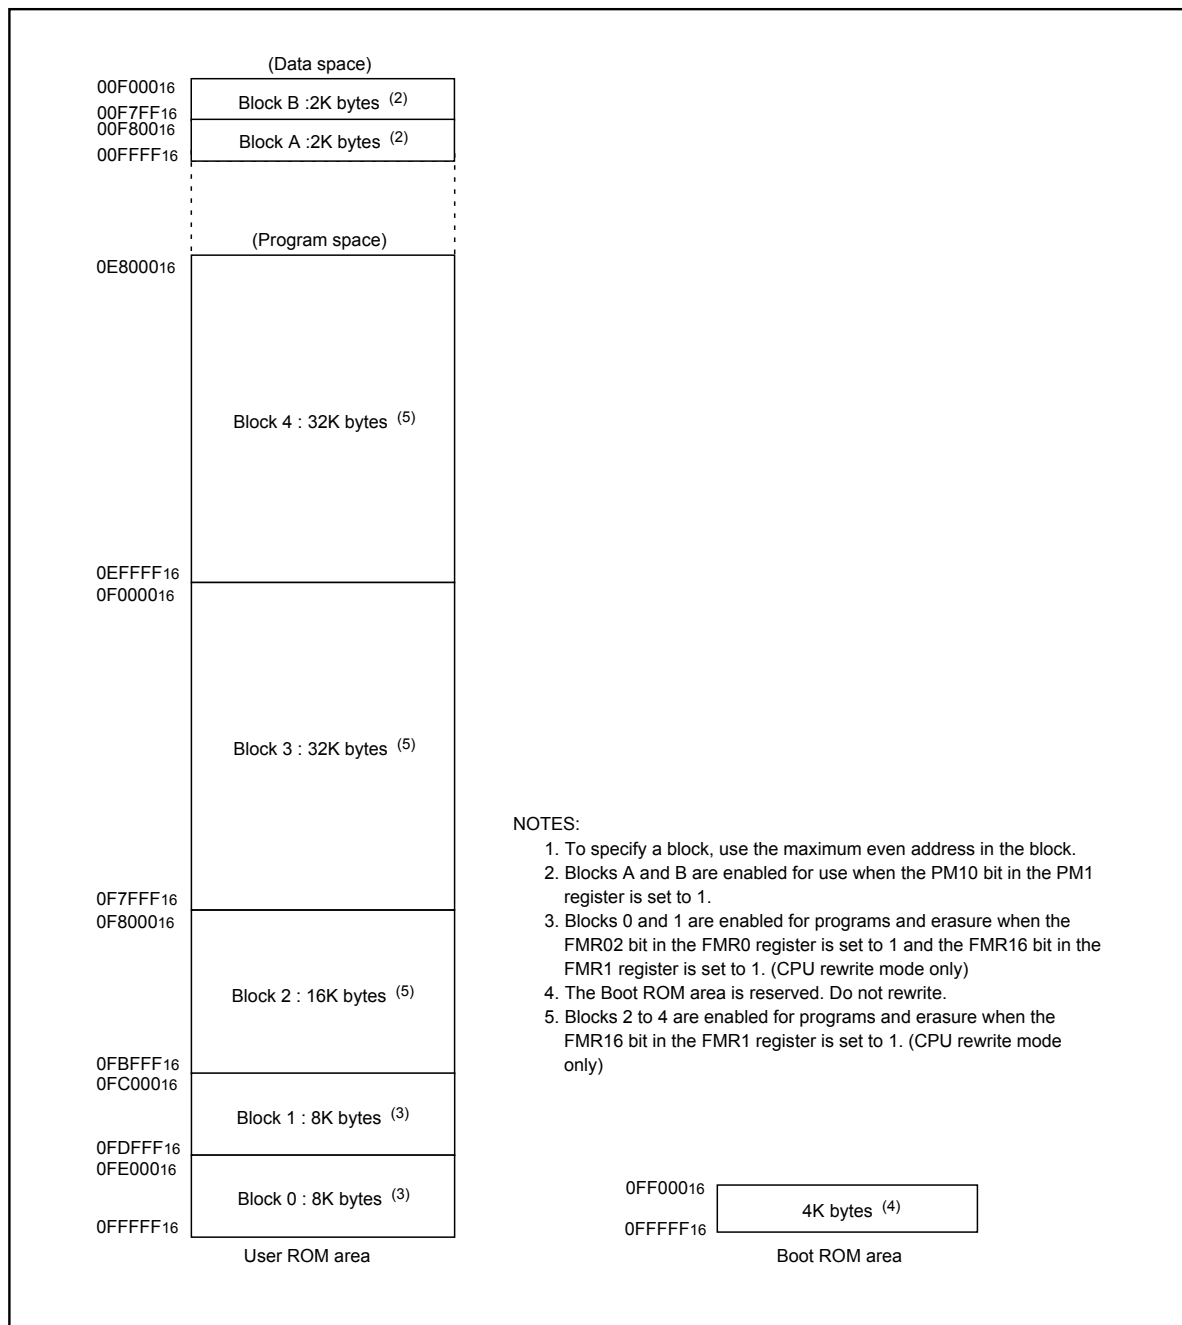 (Data space)
00F00016
Block B :2K bytes (2)
00F7FF16
00F80016
Block A :2K bytes (2)
00FFFF16
(Program space)
0E800016
Block 4 : 32K bytes (5)
0EFFFF16
0F000016
Block 3 : 32K bytes (5)
0F7FFF16
0F800016
Block 2 : 16K bytes (5)
0FBFFF16
0FC00016
Block 1 : 8K bytes (3)
0FDFFF16
0FE00016
Block 0 : 8K bytes (3)
0FFFFF16
User ROM area
NOTES:
1. To specify a block, use the maximum even address in the block.
2. Blocks A and B are enabled for use when the PM10 bit in the PM1
register is set to 1.
3. Blocks 0 and 1 are enabled for programs and erasure when the
FMR02 bit in the FMR0 register is set to 1 and the FMR16 bit in the
FMR1 register is set to 1. (CPU rewrite mode only)
4. The Boot ROM area is reserved. Do not rewrite.
5. Blocks 2 to 4 are enabled for programs and erasure when the
FMR16 bit in the FMR1 register is set to 1. (CPU rewrite mode
only)
0FF00016
4K bytes (4)
0FFFFF16
Boot ROM area